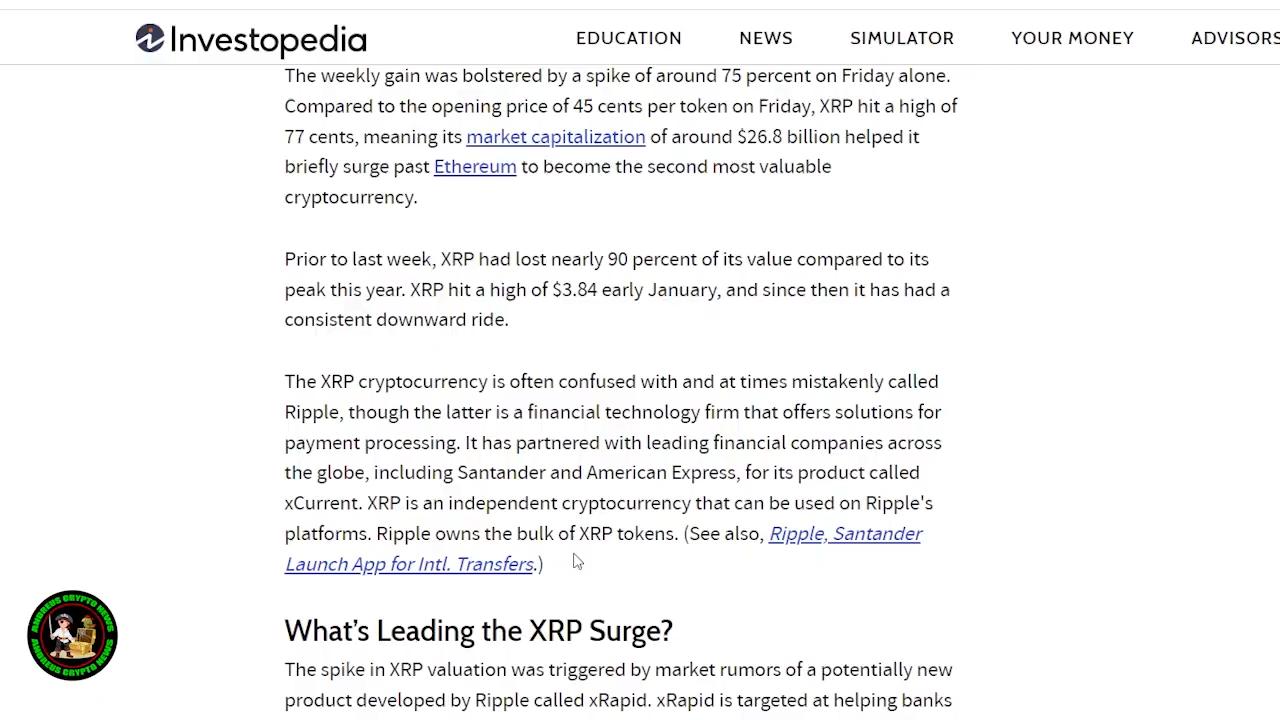 Investopedia
EDUCATION NEWS SIMULATOR YOUR MONEY ADVISORS
The weekly gain was bolstered by a spike of around 75 percent on Friday alone.
Compared to the opening price of 45 cents per token on Friday, XRP hit a high of
77 cents, meaning its market capitalization of around $26.8 billion helped it
briefly surge past Ethereum to become the second most valuable
cryptocurrency.
Prior to last week, XRP had lost nearly 90 percent of its value compared to its
peak this year. XRP hit a high of $3.84 early January, and since then it has had a
consistent downward ride.
The XRP cryptocurrency is often confused with and at times mistakenly called
Ripple, though the latter is a financial technology firm that offers solutions for
payment processing. It has partnered with leading financial companies across
the globe, including Santander and American Express, for its product called
xCurrent. XRP is an independent cryptocurrency that can be used on Ripple's
platforms. Ripple owns the bulk of XRP tokens. (See also, Ripple, Santander
Launch App for Intl. Transfers.)
What’s Leading the XRP Surge?
The spike in XRP valuation was triggered by market rumors of a potentially new
product developed by Ripple called xRapid. xRapid is targeted at helping banks
ANDREUS CRYPTO NEWS
ANDREUS CRYPTO NEWS